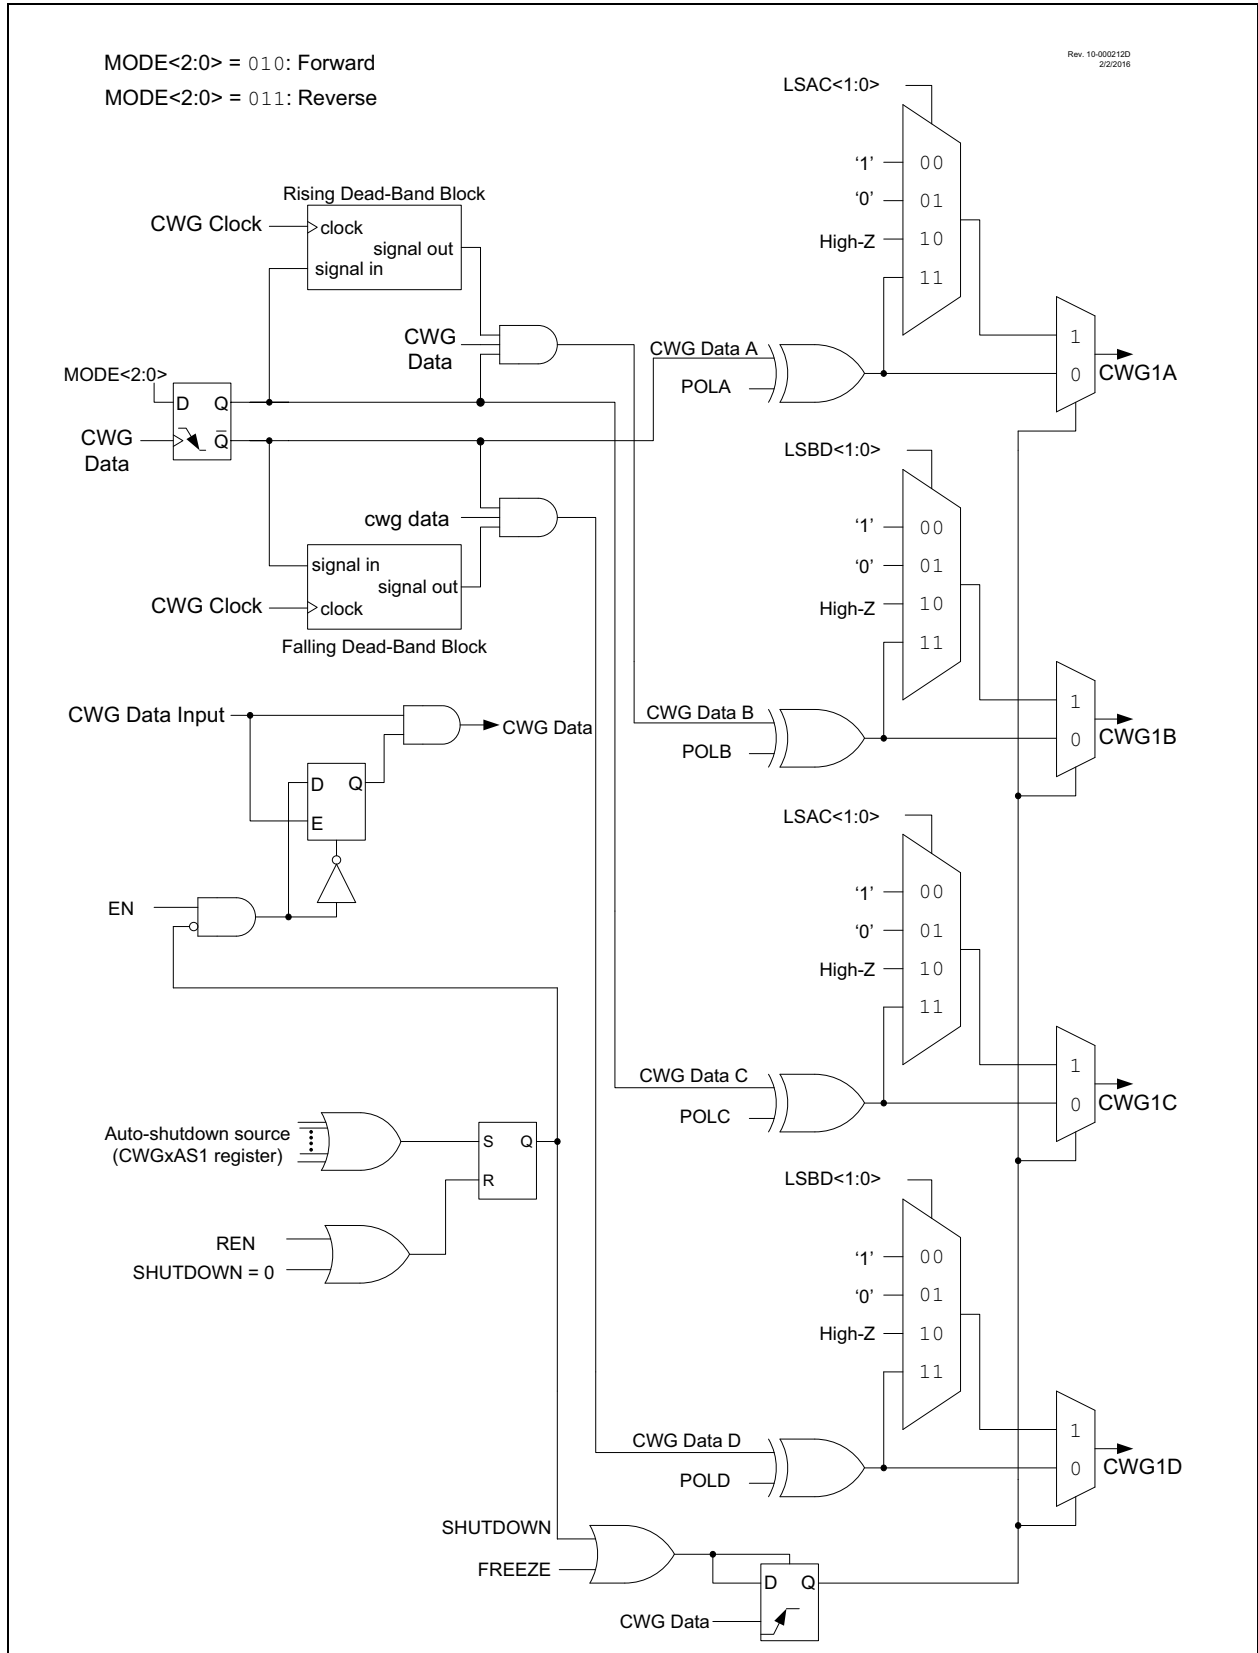 MODE<2:0> = 010: Forward
MODE<2:0> = 011: Reverse
Rev. 10-000212D
2/2/2016
LSAC<1:0>
'1'
00
'0'
01
High-Z
10
11
Rising Dead-Band Block
CWG Clock
clock
signal out
signal in
CWG
Data
CWG Data A
POLA
1
0
CWG1A
MODE<2:0>
D
Q
CWG
Data
Q
LSBD<1:0>
'1'
00
'0'
01
High-Z
10
11
cwg data
signal in
signal out
CWG Clock
clock
Falling Dead-Band Block
CWG Data B
POLB
1
0
CWG1B
CWG Data Input
CWG Data
D
Q
E
EN
LSAC<1:0>
'1'
00
'0'
01
High-Z
10
11
CWG Data C
POLC
1
0
CWG1C
Auto-shutdown source
(CWGxAS1 register)
S
Q
R
REN
SHUTDOWN = 0
LSBD<1:0>
'1'
00
'0'
01
High-Z
10
11
CWG Data D
POLD
1
0
CWG1D
SHUTDOWN
FREEZE
D
Q
CWG Data